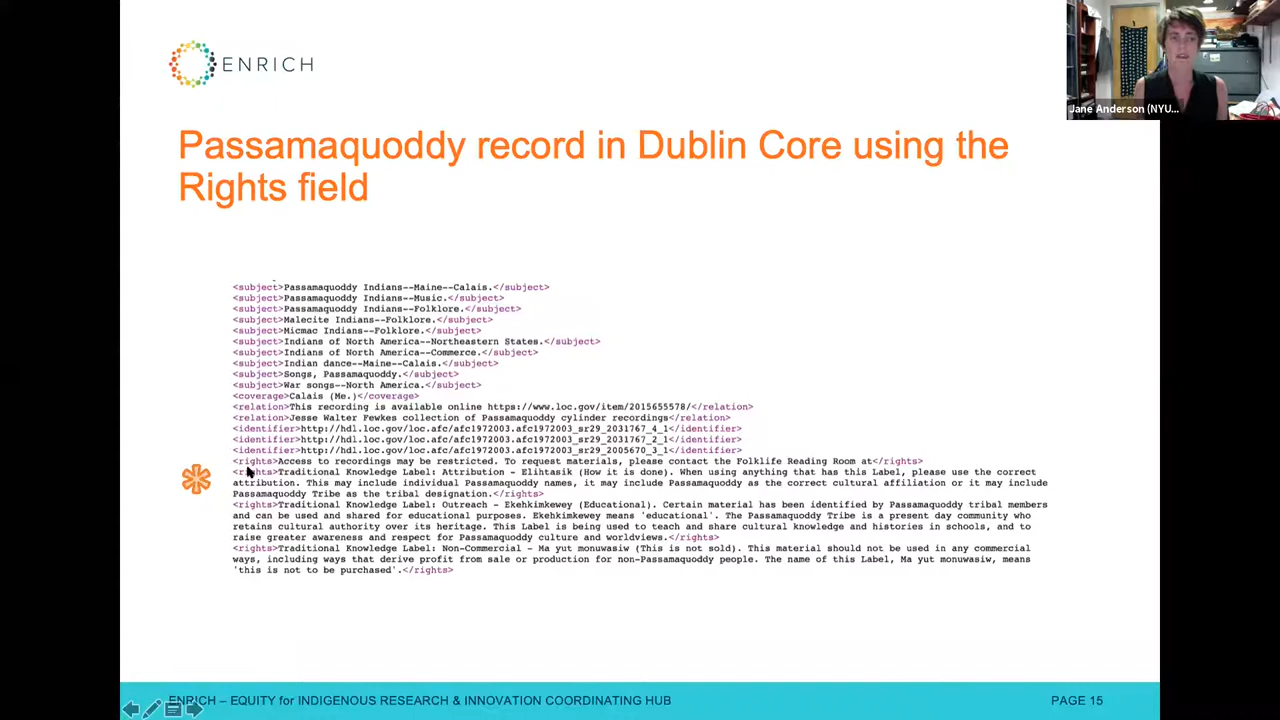 ENRICH
Jane Anderson (NYU...
Passamaquoddy record in Dublin Core using the
Rights field
<subject>Passamaquoddy Indians--Maine--Calais.</subject>
<subject>Passamaquoddy Indians--Music.</subject>
<subject>Passamaquoddy Indians--Folklore.</subject>
<subject>Malecite Indians--Folklore.</subject>
<subject>Micmac Indians--Folklore.</subject>
<subject>Indians of North America--Northeastern States.</subject>
<subject>Indians of North America--Commerce.</subject>
<subject>Indian dance--Maine--Calais.</subject>
<subject>Songs, Passamaquoddy.</subject>
<subject>War songs--North America.</subject>
<coverage>Calais (Me.)</coverage>
<relation>This recording is available online https://www.loc.gov/item/2015655578/</relation>
<relation>Jesse Walter Fewkes collection of Passamaquoddy cylinder recordings</relation>
<identifier>http://hdl.loc.gov/loc.afc/afc1972003.afc1972003_sr29_2031767_4_1</identifier>
<identifier>http://hdl.loc.gov/loc.afc/afc1972003.afc1972003_sr29_2031767_2_1</identifier>
<identifier>http://hdl.loc.gov/loc.afc/afc1972003.afc1972003_sr29_2005670_3_1</identifier>
<rights>Access to recordings may be restricted. To request materials, please contact the Folklife Reading Room at</rights>
<rights>Traditional Knowledge Label: Attribution - Elihtasik (How it is done). When using anything that has this Label, please use the correct
attribution. This may include individual Passamaquoddy names, it may include Passamaquoddy as the correct cultural affiliation or it may include
Passamaquoddy Tribe as the tribal designation.</rights>
<rights>Traditional Knowledge Label: Outreach - Ekehkimkewey (Educational). Certain material has been identified by Passamaquoddy tribal members
and can be used and shared for educational purposes. Ekehkimkewey means 'educational'. The Passamaquoddy Tribe is a present day community who
retains cultural authority over its heritage. This Label is being used to teach and share cultural knowledge and histories in schools, and to
raise greater awareness and respect for Passamaquoddy culture and worldviews.</rights>
<rights>Traditional Knowledge Label: Non-Commercial - Ma yut monuwasiw (This is not sold). This material should not be used in any commercial
ways, including ways that derive profit from sale or production for non-Passamaquoddy people. The name of this Label, Ma yut monuwasiw, means
'this is not to be purchased'.</rights>
ENRICH – EQUITY for INDIGENOUS RESEARCH & INNOVATION COORDINATING HUB
PAGE 15